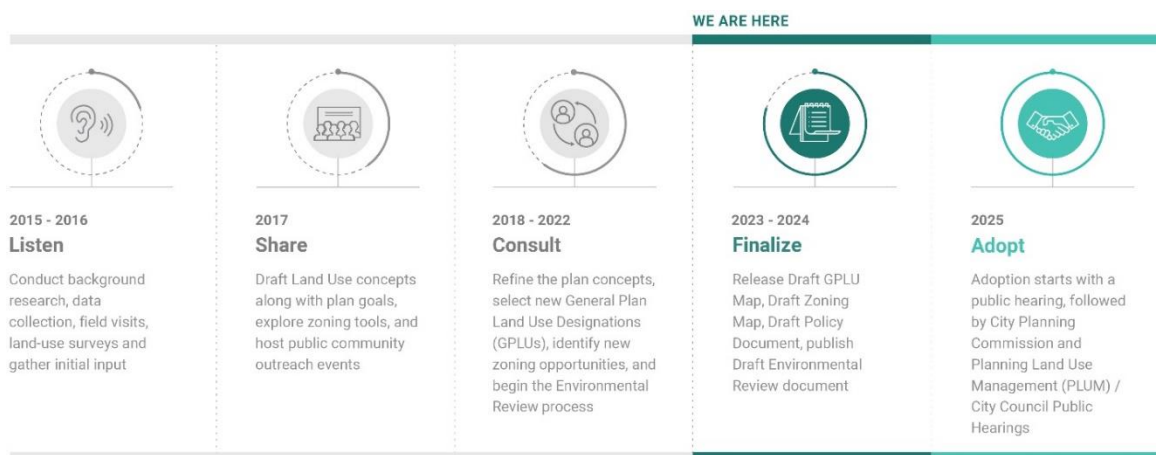 WE ARE HERE
2015 - 2016
Listen
Conduct background
research, data
collection, field visits,
land-use surveys and
gather initial input
2017
Share
Draft Land Use concepts
along with plan goals,
explore zoning tools, and
host public community
outreach events
2018 - 2022
Consult
Refine the plan concepts,
select new General Plan
Land Use Designations
(GPLUs), identify new
zoning opportunities, and
begin the Environmental
Review process
2023 - 2024
Finalize
Release Draft GPLU
Map, Draft Zoning
Map, Draft Policy
Document, publish
Draft Environmental
Review document
2025
Adopt
Adoption starts with a
public hearing, followed
by City Planning
Commission and
Planning Land Use
Management (PLUM) /
City Council Public
Hearings